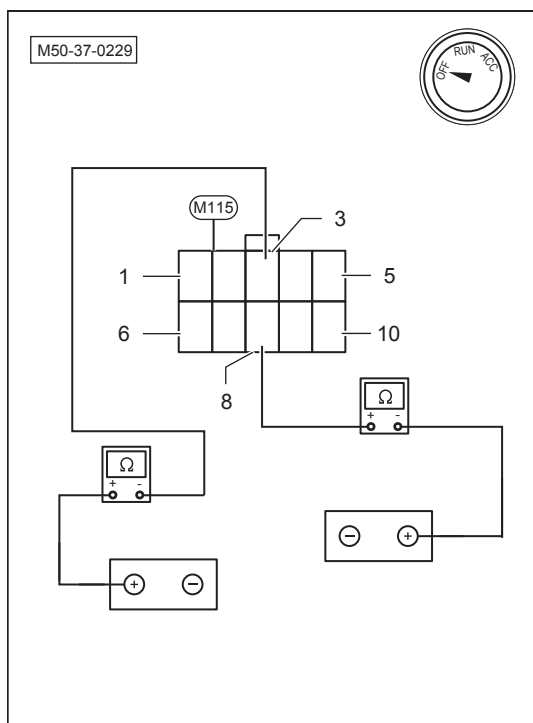 M50-37-0229
OFF RUN ACC
M115
3
1
5
6
10
8
Ω
+ -
Ω
+ -
- +
+ -